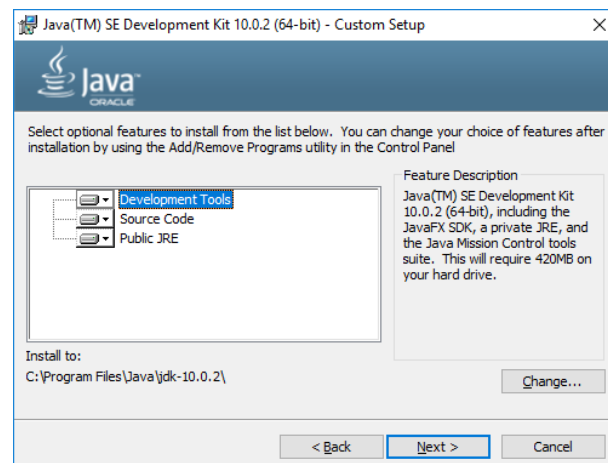 Java(TM) SE Development Kit 10.0.2 (64-bit) - Custom Setup
Java™
ORACLE
Select optional features to install from the list below. You can change your choice of features after
installation by using the Add/Remove Programs utility in the Control Panel
Development Tools
Source Code
Public JRE
Feature Description
Java(TM) SE Development Kit
10.0.2 (64-bit), including the
JavaFX SDK, a private JRE, and
the Java Mission Control tools
suite. This will require 420MB on
your hard drive.
Install to:
C:\Program Files\Java\jdk-10.0.2\
Change...
< Back
Next >
Cancel